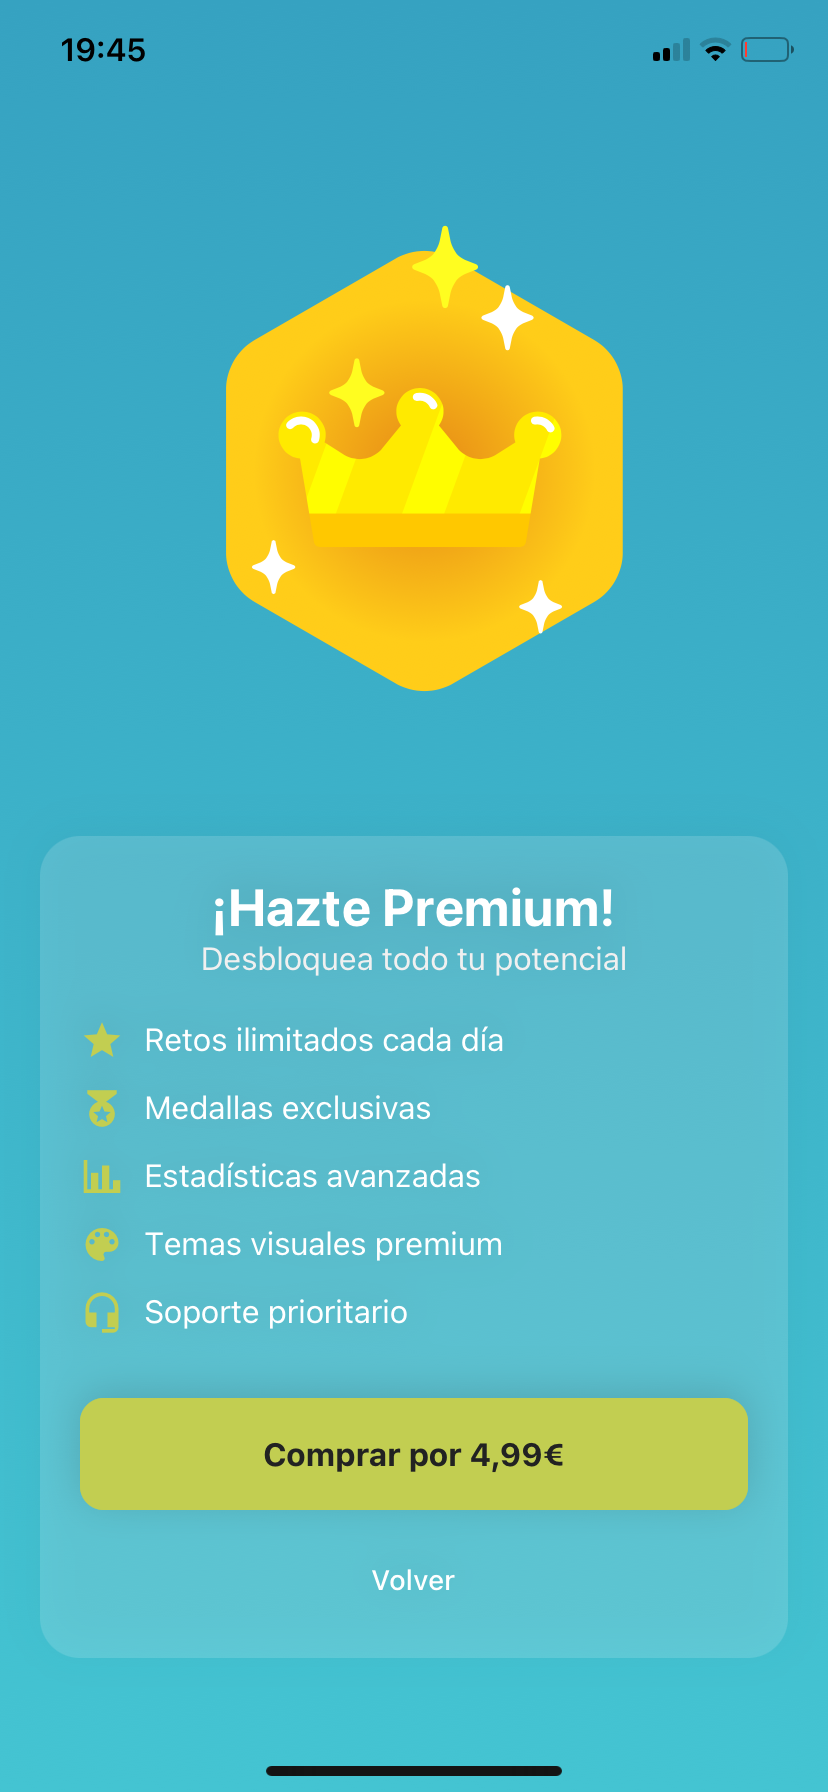 19:45
¡Hazte Premium!
Desbloquea todo tu potencial
Retos ilimitados cada día
Medallas exclusivas
Estadísticas avanzadas
Temas visuales premium
Soporte prioritario
Comprar por 4,99€
Volver